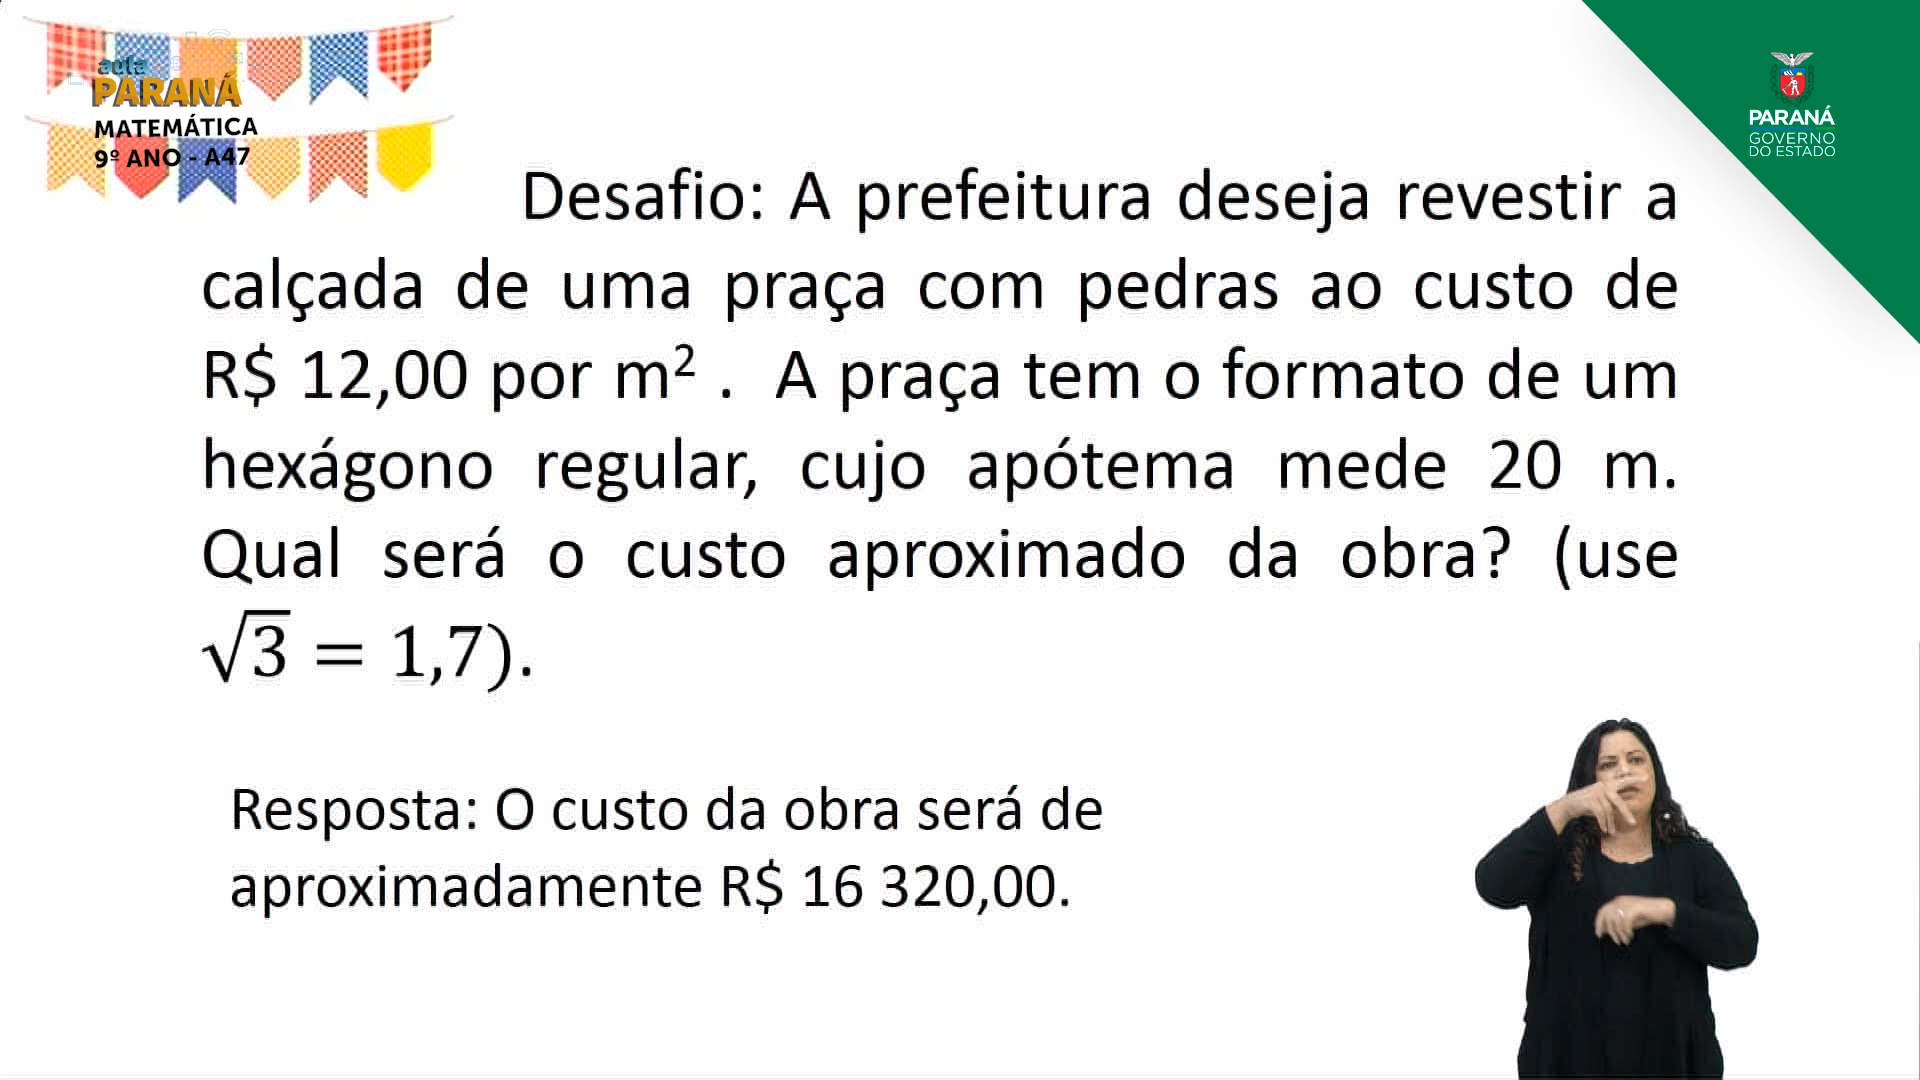 aula
PARANÁ
MATEMÁTICA
9º ANO - A47
PARANÁ
GOVERNO
DO ESTADO
Desafio: A prefeitura deseja revestir a
calçada de uma praça com pedras ao custo de
R$ 12,00 por m² . A praça tem o formato de um
hexágono regular, cujo apótema mede 20 m.
Qual será o custo aproximado da obra? (use
√3 = 1,7).
Resposta: O custo da obra será de
aproximadamente R$ 16 320,00.